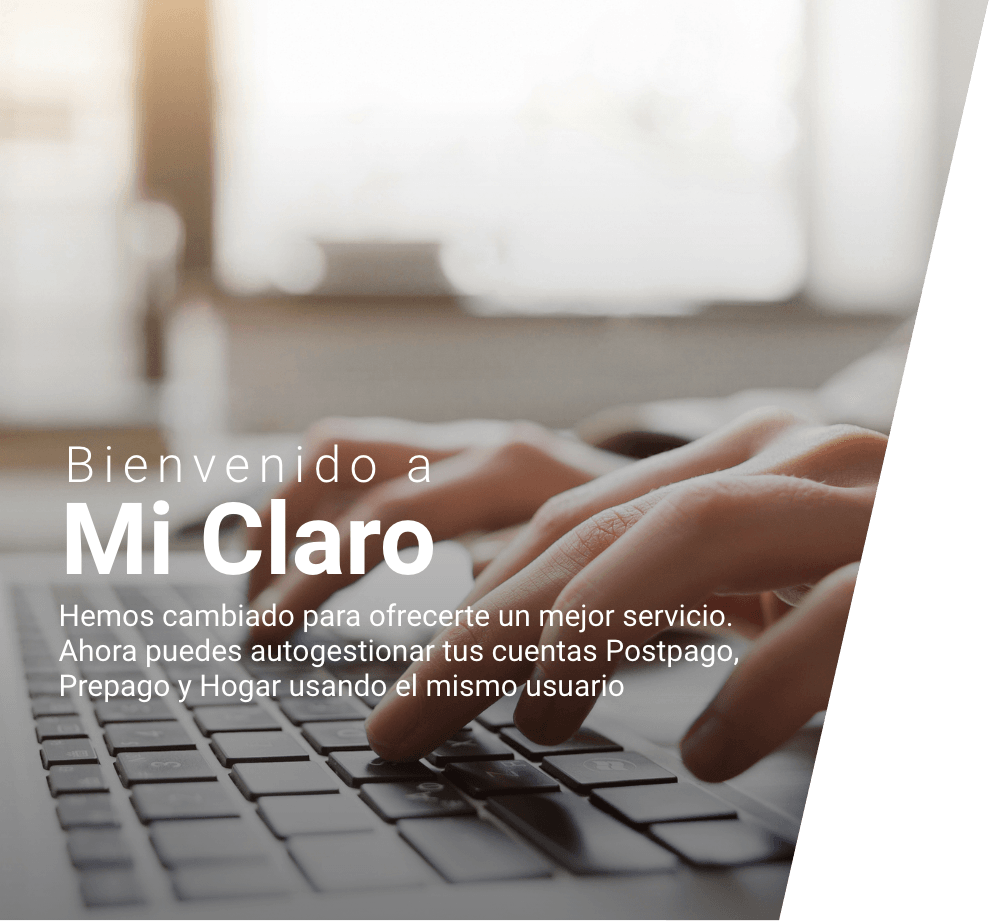 Bienvenido a
Mi Claro
Hemos cambiado para ofrecerte un mejor servicio.
Ahora puedes autogestionar tus cuentas Postpago,
Prepago y Hogar usando el mismo usuario